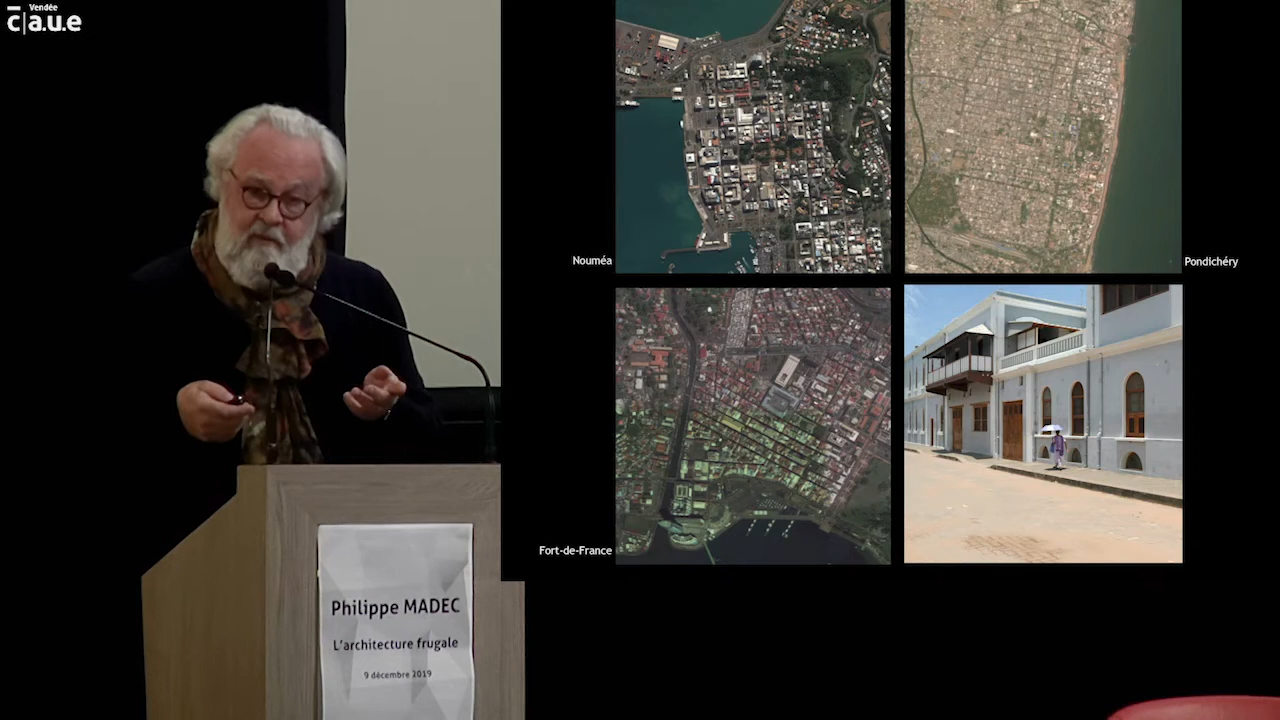 Vendée
c|a.u.e
Nouméa
Pondichéry
Fort-de-France
Philippe MADEC
L'architecture frugale
9 décembre 2019